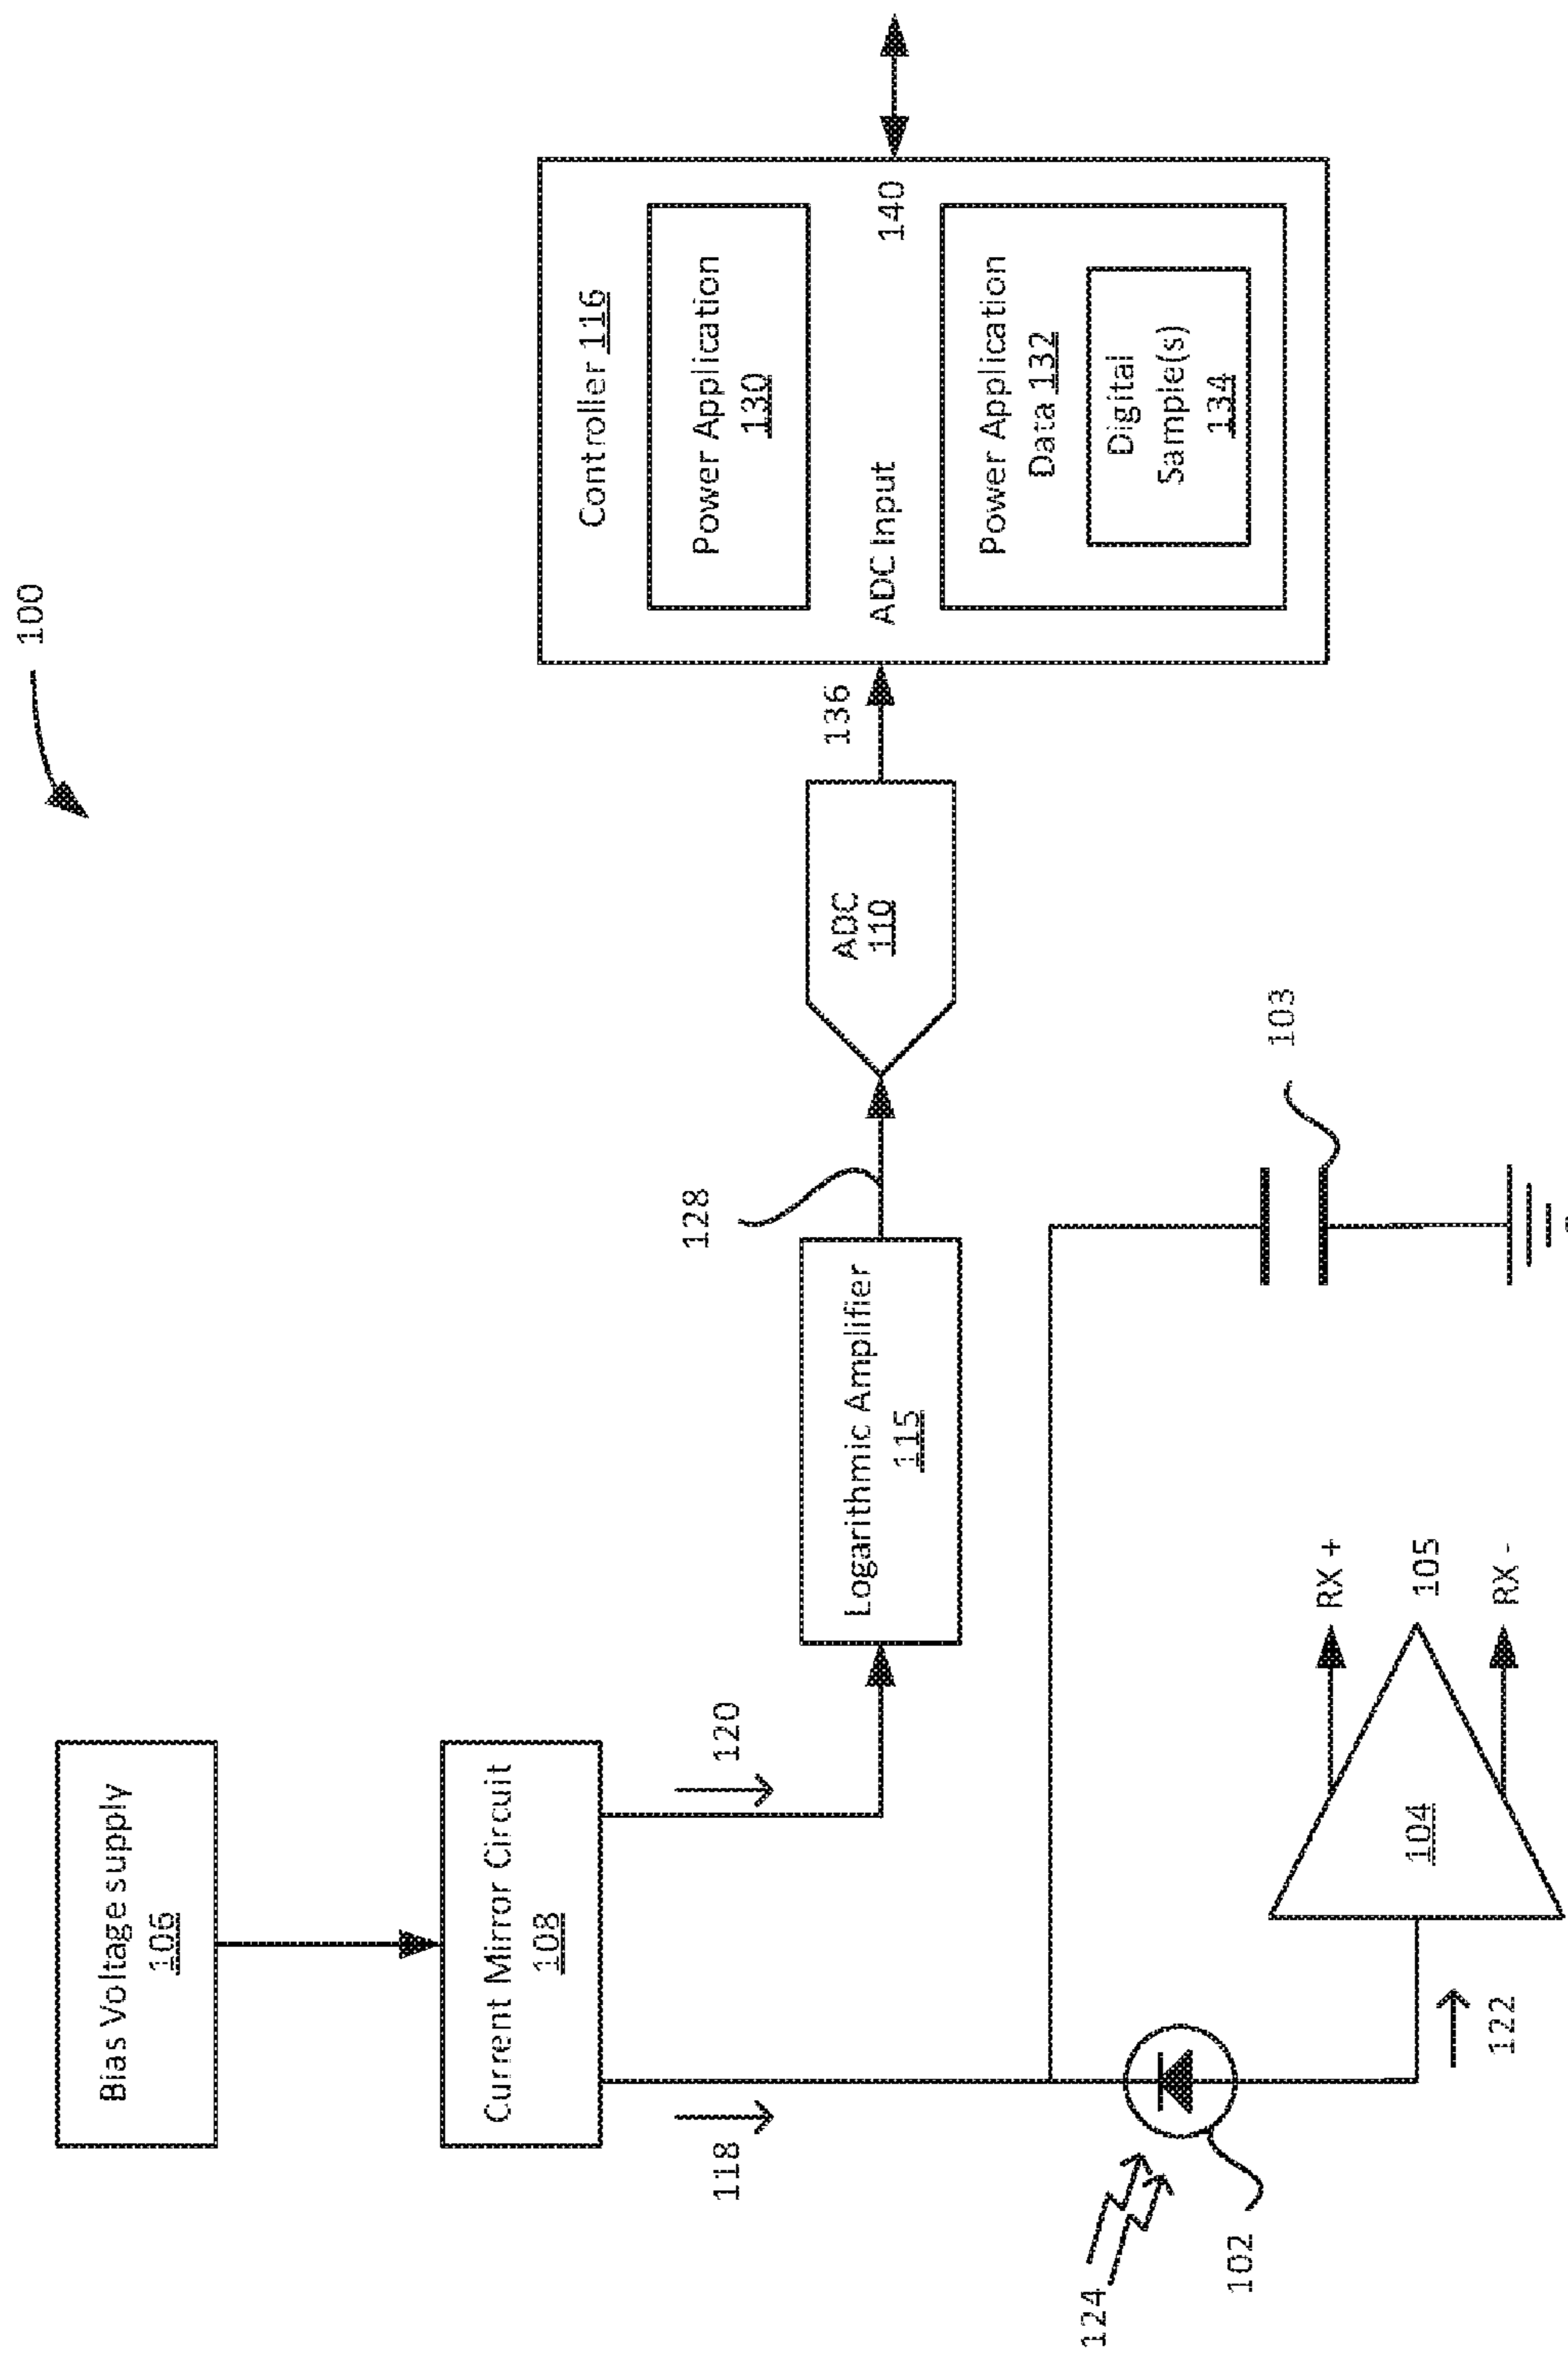 100
Bias Voltage supply
106
Current Mirror Circuit
108
118
120
Logarithmic Amplifier
115
128
ADC
110
136
Controller 116
Power Application
130
ADC Input
140
Power Application
Data 132
Digital
Sample(s)
134
124
102
122
104
RX +
105
RX -
103